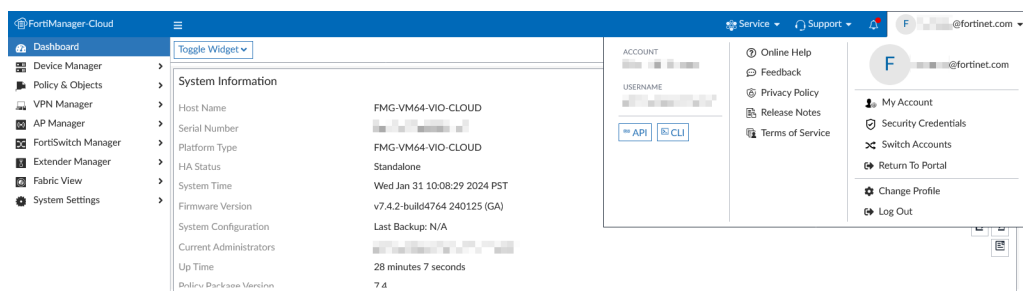 FortiManager-Cloud
Service
Support
F
@fortinet.com
Dashboard
Device Manager
Policy & Objects
VPN Manager
AP Manager
FortiSwitch Manager
Extender Manager
Fabric View
System Settings
Toggle Widget
System Information
Host Name FMG-VM64-VIO-CLOUD
Serial Number
Platform Type FMG-VM64-VIO-CLOUD
HA Status Standalone
System Time Wed Jan 31 10:08:29 2024 PST
Firmware Version v7.4.2-build4764 240125 (GA)
System Configuration Last Backup: N/A
Current Administrators
Up Time 28 minutes 7 seconds
Policy Package Version 7.4
ACCOUNT
USERNAME
API CLI
Online Help
Feedback
Privacy Policy
Release Notes
Terms of Service
F
@fortinet.com
My Account
Security Credentials
Switch Accounts
Return To Portal
Change Profile
Log Out